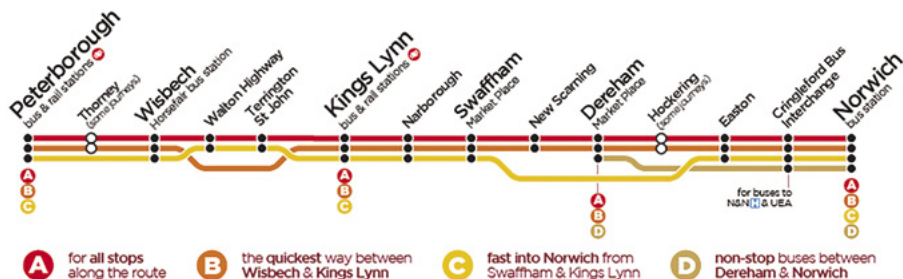 Peterborough
bus & rail stations
Thorney
(some journeys)
Wisbech
Horsefair bus station
Walton Highway
Terrington
St John
Kings Lynn
bus & rail stations
Narborough
Swaffham
Market Place
New Scarning
Dereham
Market Place
Hockering
(some journeys)
Easton
Cringleford Bus
Interchange
Norwich
bus station
A
B
C
A
B
C
A
B
D
for buses to
N&N H & UEA
A
B
C
D
A for all stops
along the route
B the quickest way between
Wisbech & Kings Lynn
C fast into Norwich from
Swaffham & Kings Lynn
D non-stop buses between
Dereham & Norwich